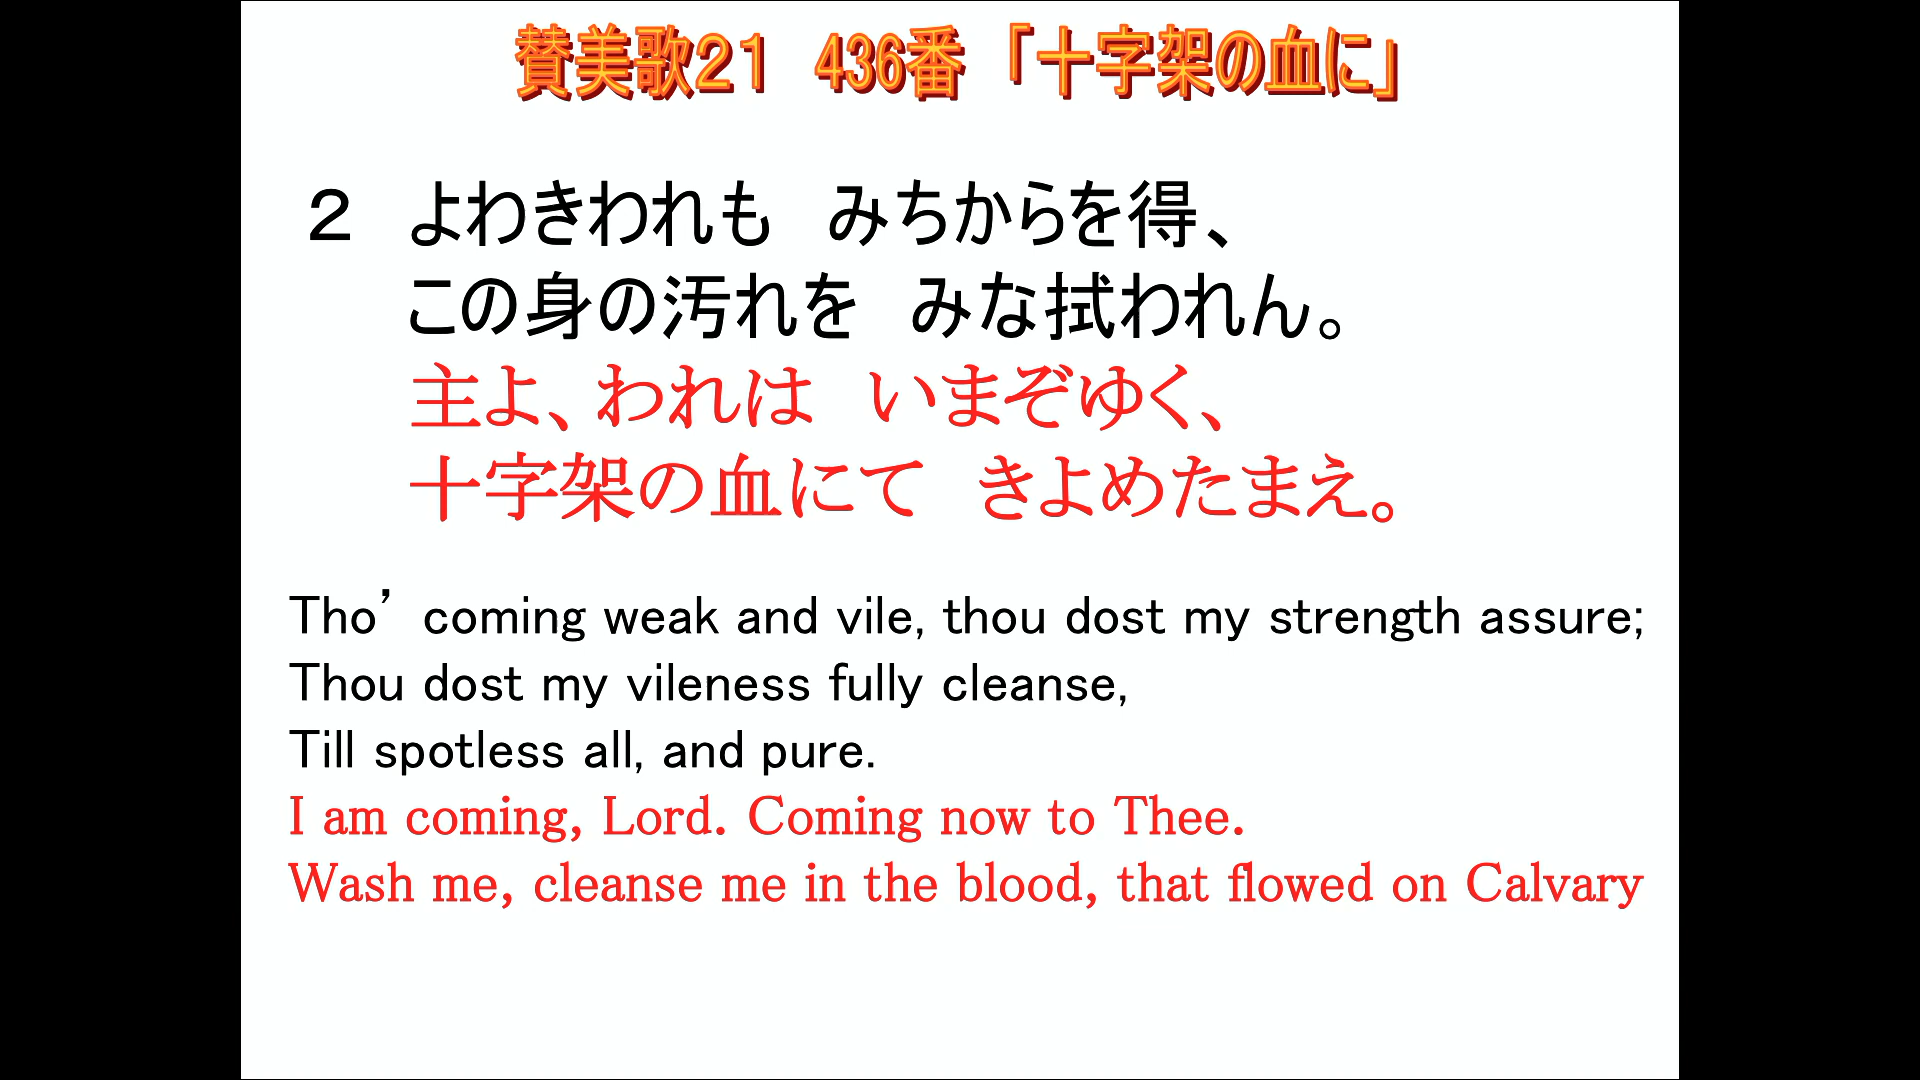 賛美歌２１　436番「十字架の血に」
２　よわきわれも　みちからを得、
この身の汚れを　みな拭われん。
主よ、われは　いまぞゆく、
十字架の血にて　きよめたまえ。
Tho’ coming weak and vile, thou dost my strength assure;
Thou dost my vileness fully cleanse,
Till spotless all, and pure.
I am coming, Lord. Coming now to Thee.
Wash me, cleanse me in the blood, that flowed on Calvary